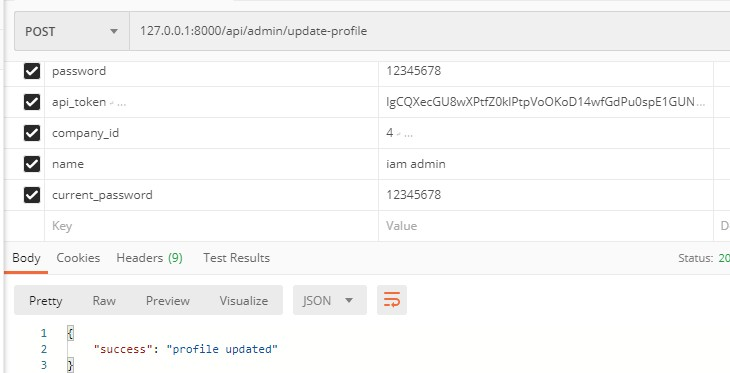 POST 127.0.0.1:8000/api/admin/update-profile
password 12345678
api_token - ...
company_id 4 - ...
name iam admin
current_password 12345678
Key Value D
Body Cookies Headers (9) Test Results Status: 20
Pretty Raw Preview Visualize JSON
1 {
2 "success": "profile updated"
3 }